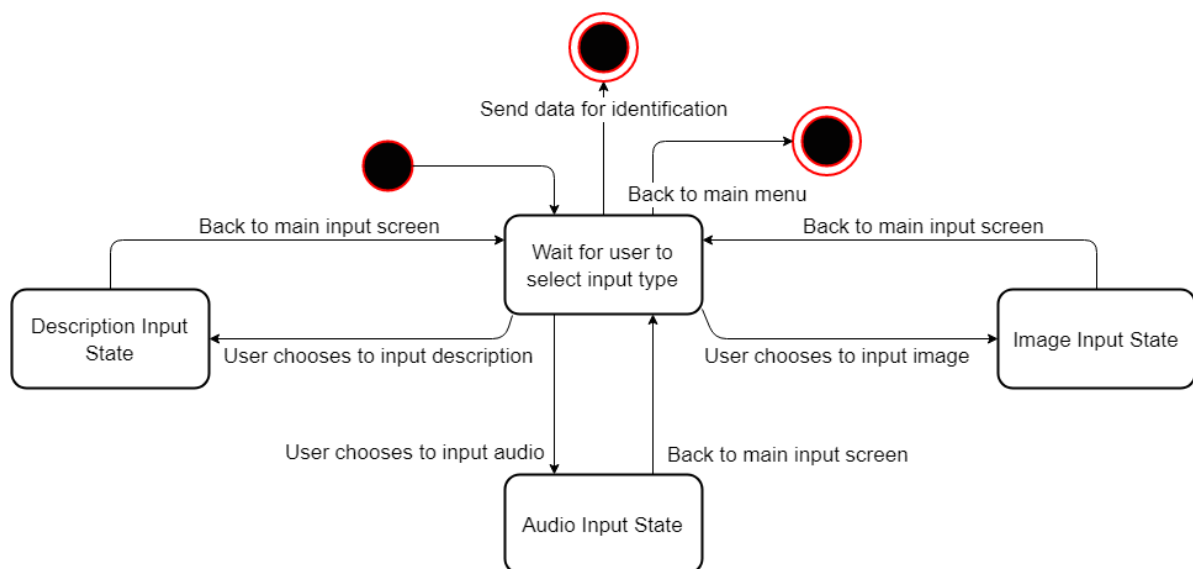 Send data for identification
Back to main menu
Back to main input screen
Wait for user to
select input type
Back to main input screen
Description Input
State
User chooses to input description
User chooses to input image
Image Input State
User chooses to input audio
Back to main input screen
Audio Input State